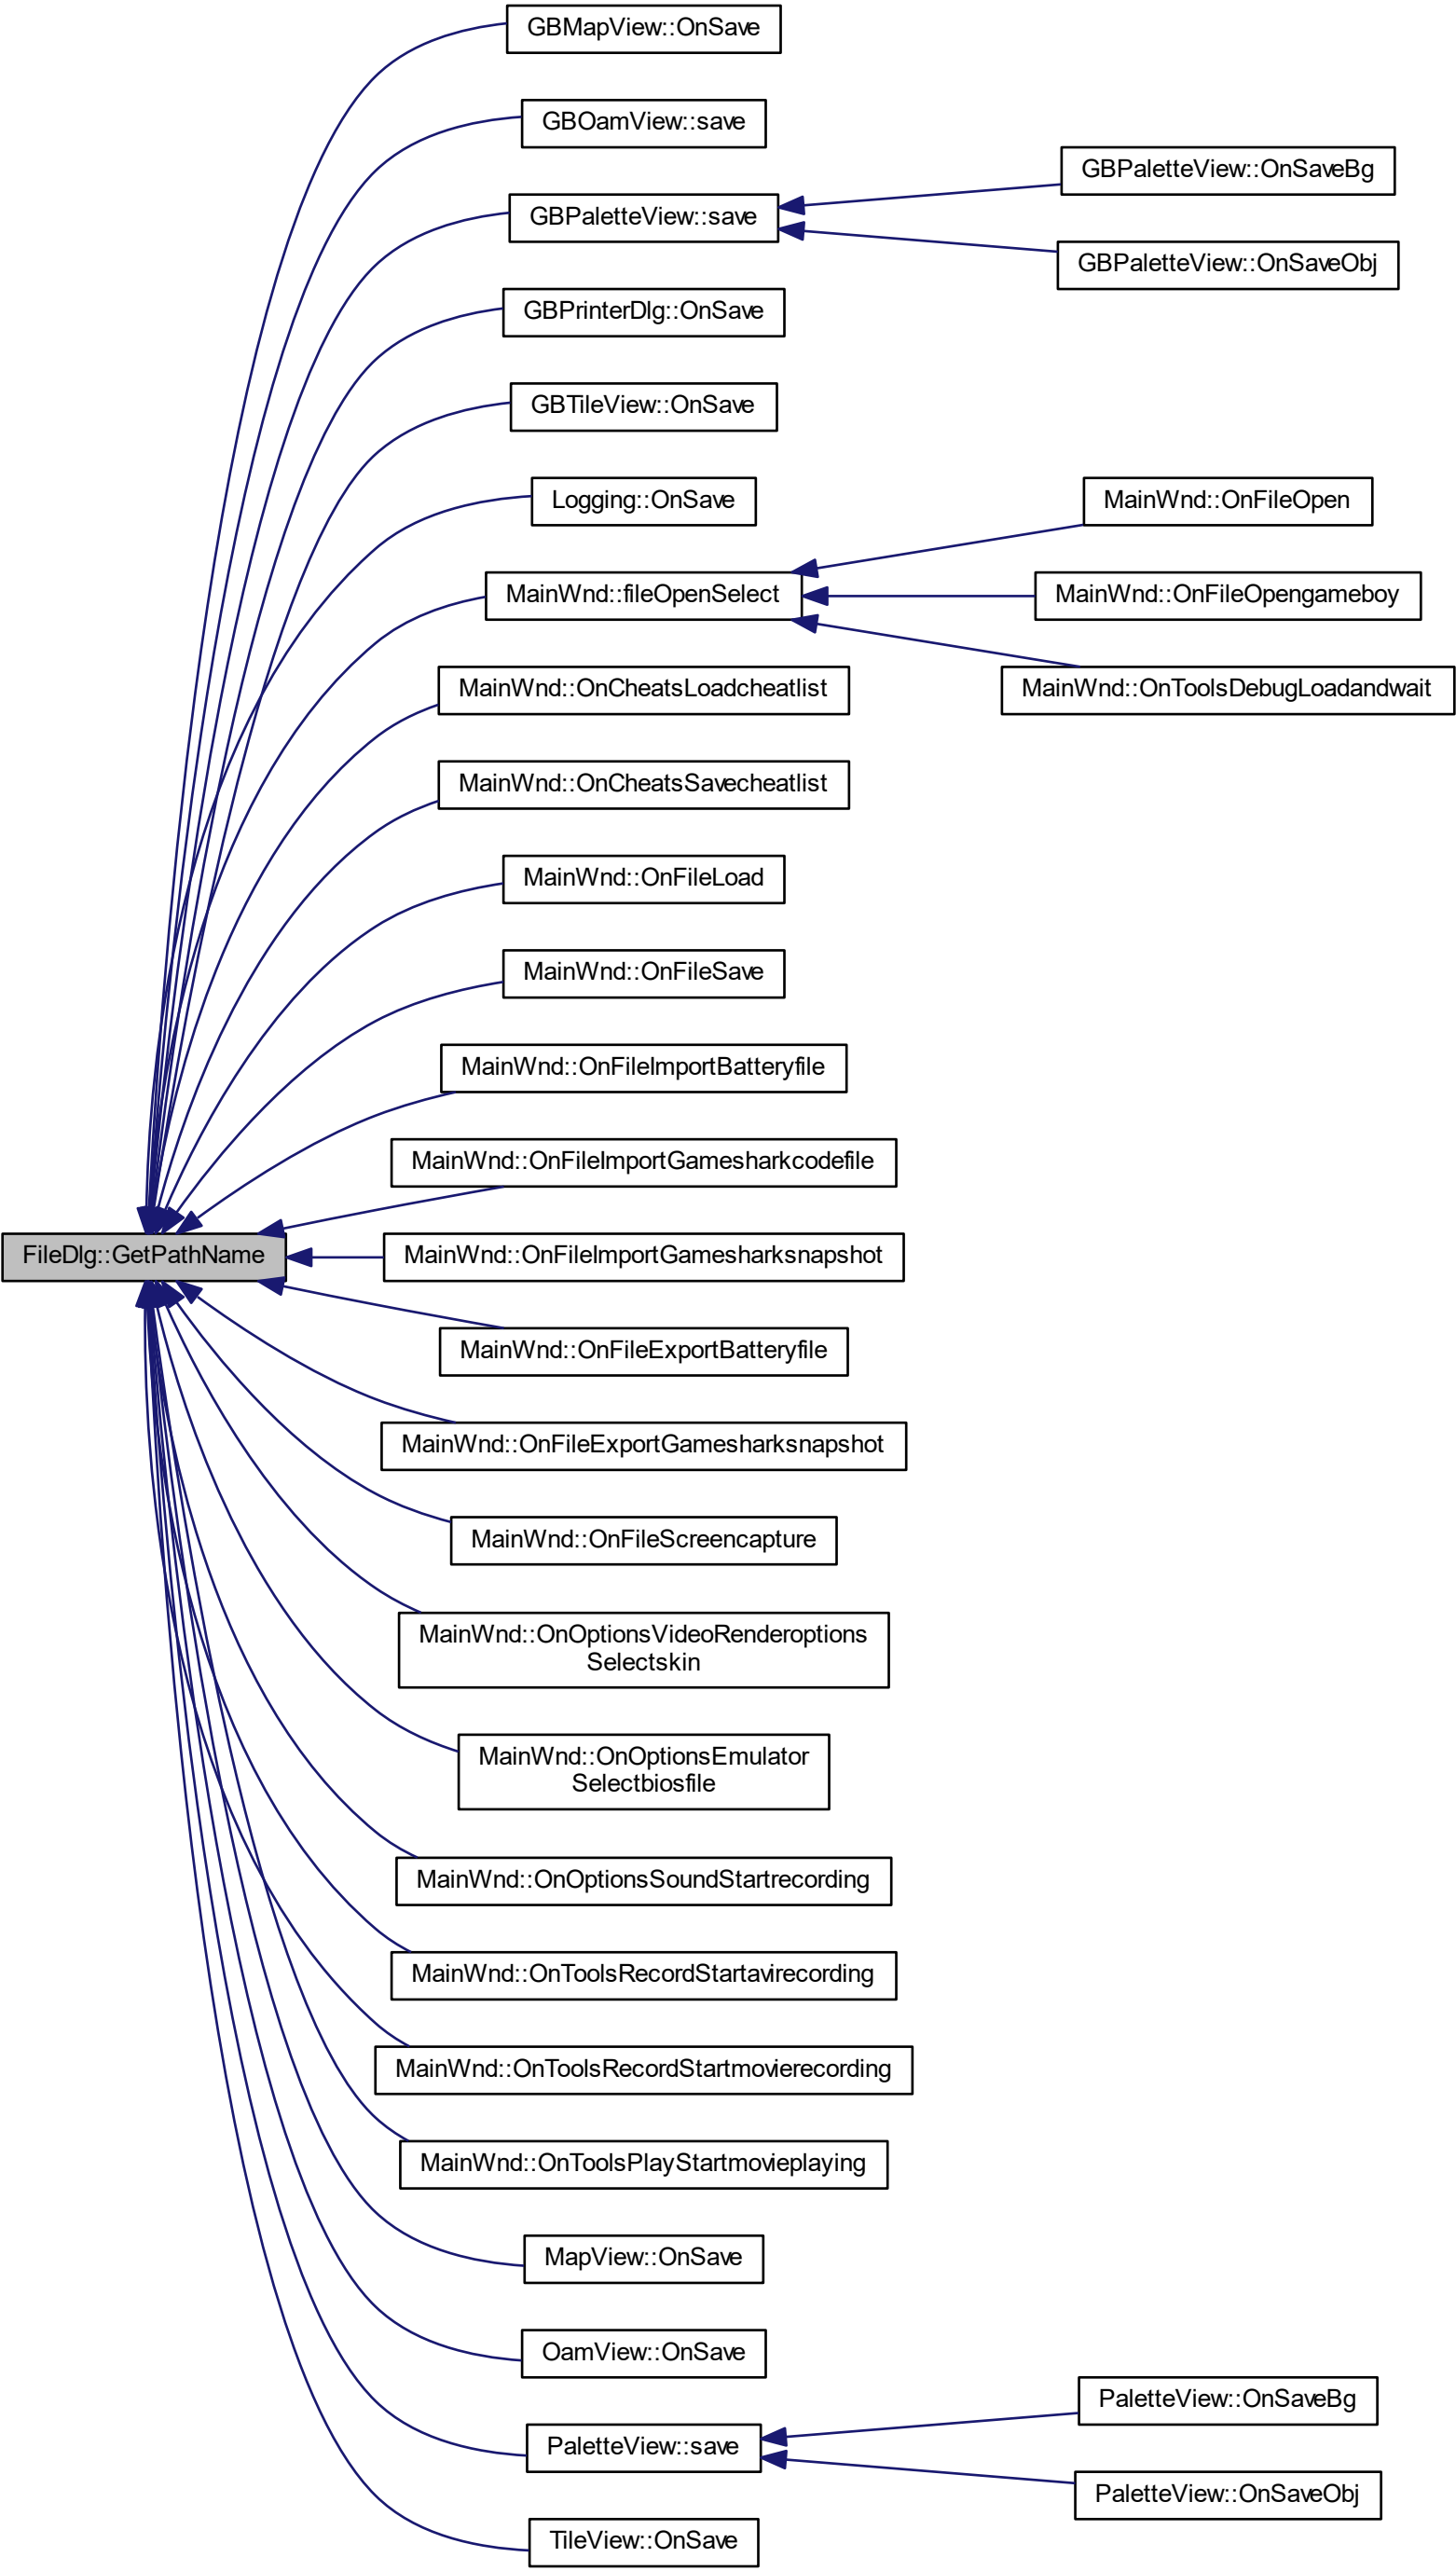 GBMapView::OnSave
GBOamView::save
GBPaletteView::OnSaveBg
GBPaletteView::save
GBPaletteView::OnSaveObj
GBPrinterDlg::OnSave
GBTileView::OnSave
Logging::OnSave
MainWnd::OnFileOpen
MainWnd::fileOpenSelect
MainWnd::OnFileOpengameboy
MainWnd::OnToolsDebugLoadandwait
MainWnd::OnCheatsLoadcheatlist
MainWnd::OnCheatsSavecheatlist
MainWnd::OnFileLoad
MainWnd::OnFileSave
MainWnd::OnFileImportBatteryfile
MainWnd::OnFileImportGamesharkcodefile
FileDlg::GetPathName
MainWnd::OnFileImportGamesharksnapshot
MainWnd::OnFileExportBatteryfile
MainWnd::OnFileExportGamesharksnapshot
MainWnd::OnFileScreencapture
MainWnd::OnOptionsVideoRenderoptions
Selectskin
MainWnd::OnOptionsEmulator
Selectbiosfile
MainWnd::OnOptionsSoundStartrecording
MainWnd::OnToolsRecordStartavirecording
MainWnd::OnToolsRecordStartmovierecording
MainWnd::OnToolsPlayStartmovieplaying
MapView::OnSave
OamView::OnSave
PaletteView::OnSaveBg
PaletteView::save
PaletteView::OnSaveObj
TileView::OnSave